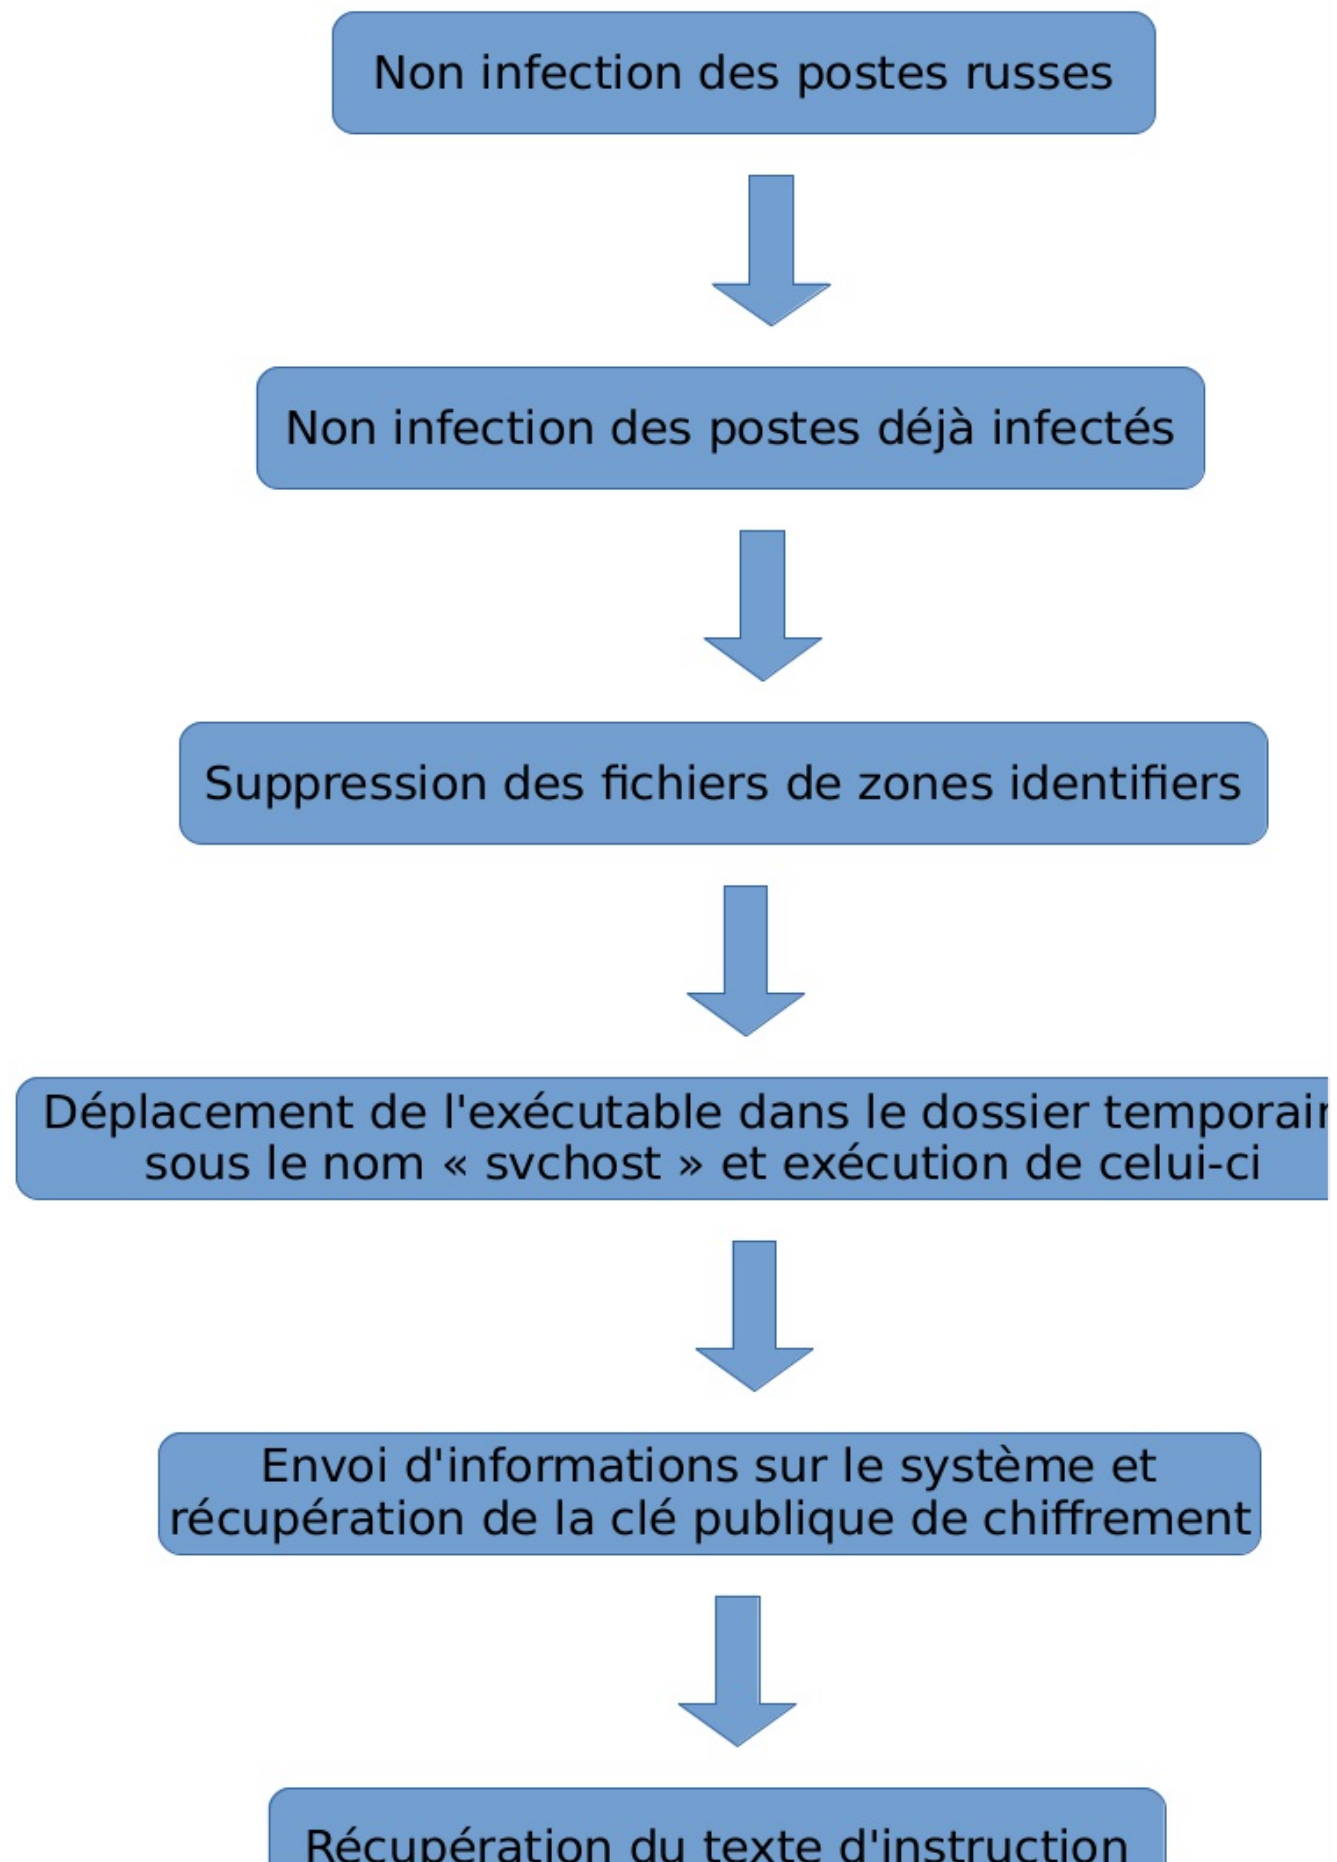 Non infection des postes russes
Non infection des postes déjà infectés
Suppression des fichiers de zones identifiers
Déplacement de l'exécutable dans le dossier temporair
sous le nom « svchost » et exécution de celui-ci
Envoi d'informations sur le système et
récupération de la clé publique de chiffrement
Récupération du texte d'instruction